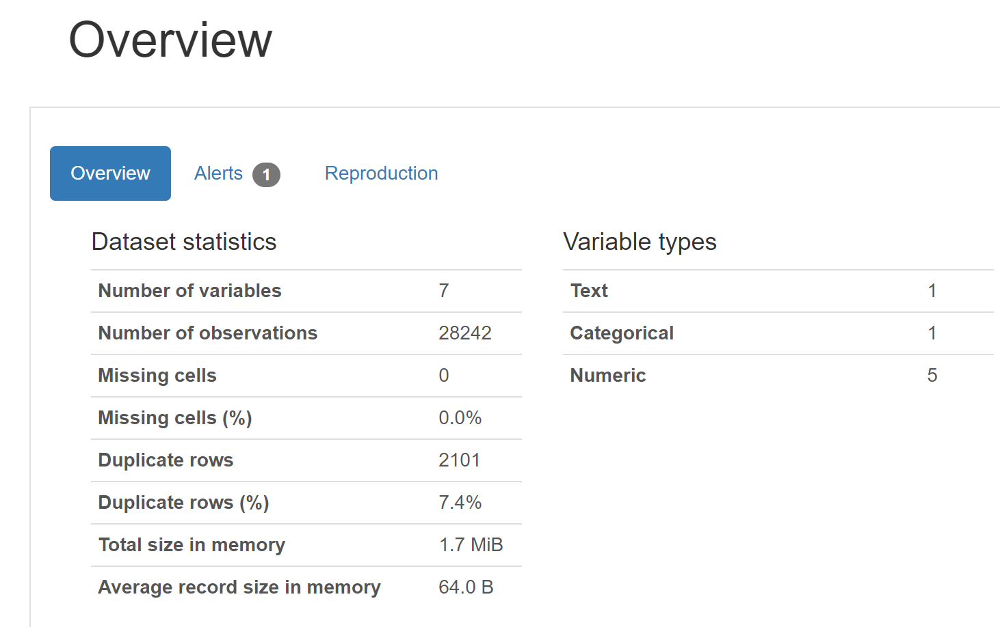 Overview
Overview Alerts 1 Reproduction
Dataset statistics
Number of variables 7
Number of observations 28242
Missing cells 0
Missing cells (%) 0.0%
Duplicate rows 2101
Duplicate rows (%) 7.4%
Total size in memory 1.7 MiB
Average record size in memory 64.0 B
Variable types
Text 1
Categorical 1
Numeric 5